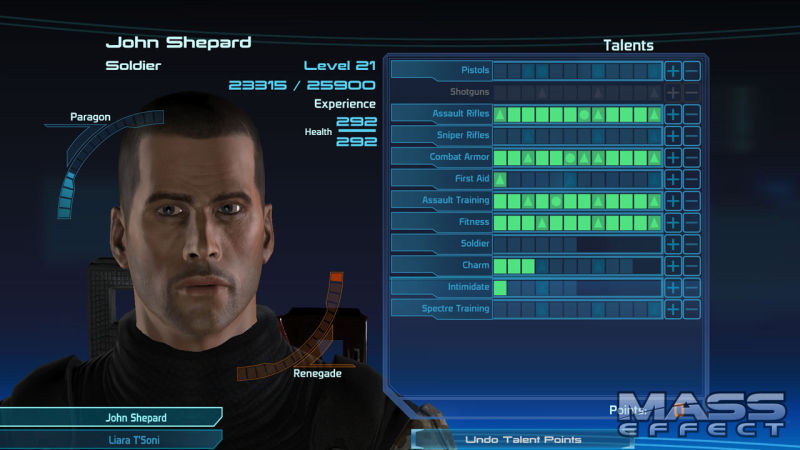 John Shepard
Soldier
Level 21
23315 / 25900
Experience
Health
292
292
Paragon
Renegade
John Shepard
Liara T'Soni
Talents
Pistols
Shotguns
Assault Rifles
Sniper Rifles
Combat Armor
First Aid
Assault Training
Fitness
Soldier
Charm
Intimidate
Spectre Training
Points:
Undo Talent Points
MASS
EFFECT